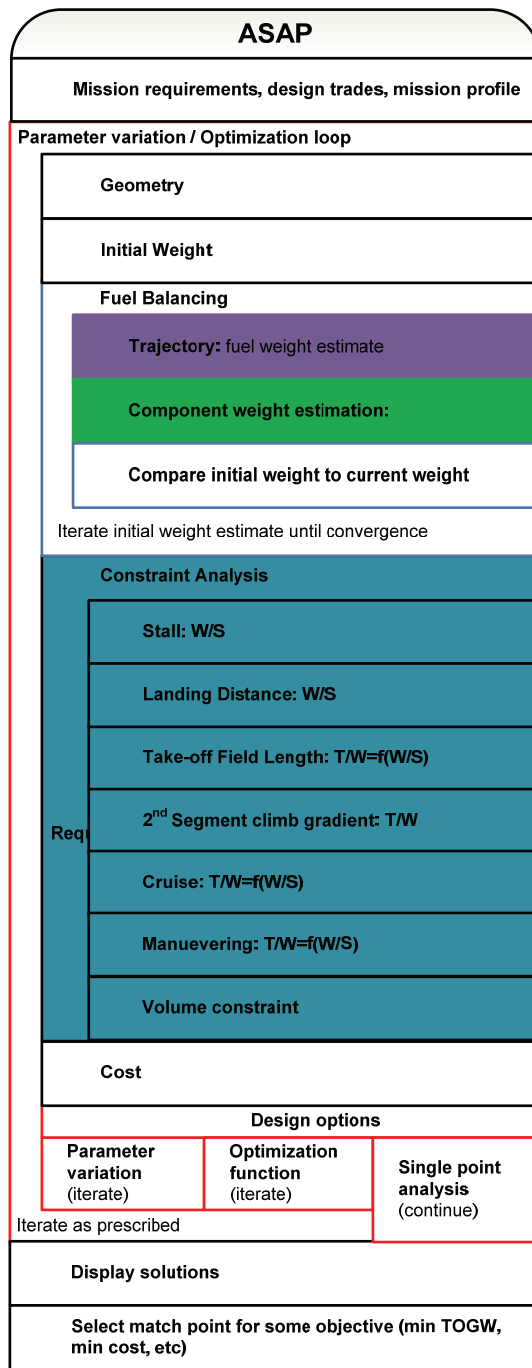 ASAP
Mission requirements, design trades, mission profile
Parameter variation / Optimization loop
Geometry
Initial Weight
Fuel Balancing
Trajectory: fuel weight estimate
Component weight estimation:
Compare initial weight to current weight
Iterate initial weight estimate until convergence
Constraint Analysis
Stall: W/S
Landing Distance: W/S
Take-off Field Length: T/W=f(W/S)
2nd Segment climb gradient: T/W
Cruise: T/W=f(W/S)
Manuevering: T/W=f(W/S)
Volume constraint
Cost
Design options
Parameter
variation
(iterate)
Optimization
function
(iterate)
Single point
analysis
(continue)
Iterate as prescribed
Display solutions
Select match point for some objective (min TOGW,
min cost, etc)